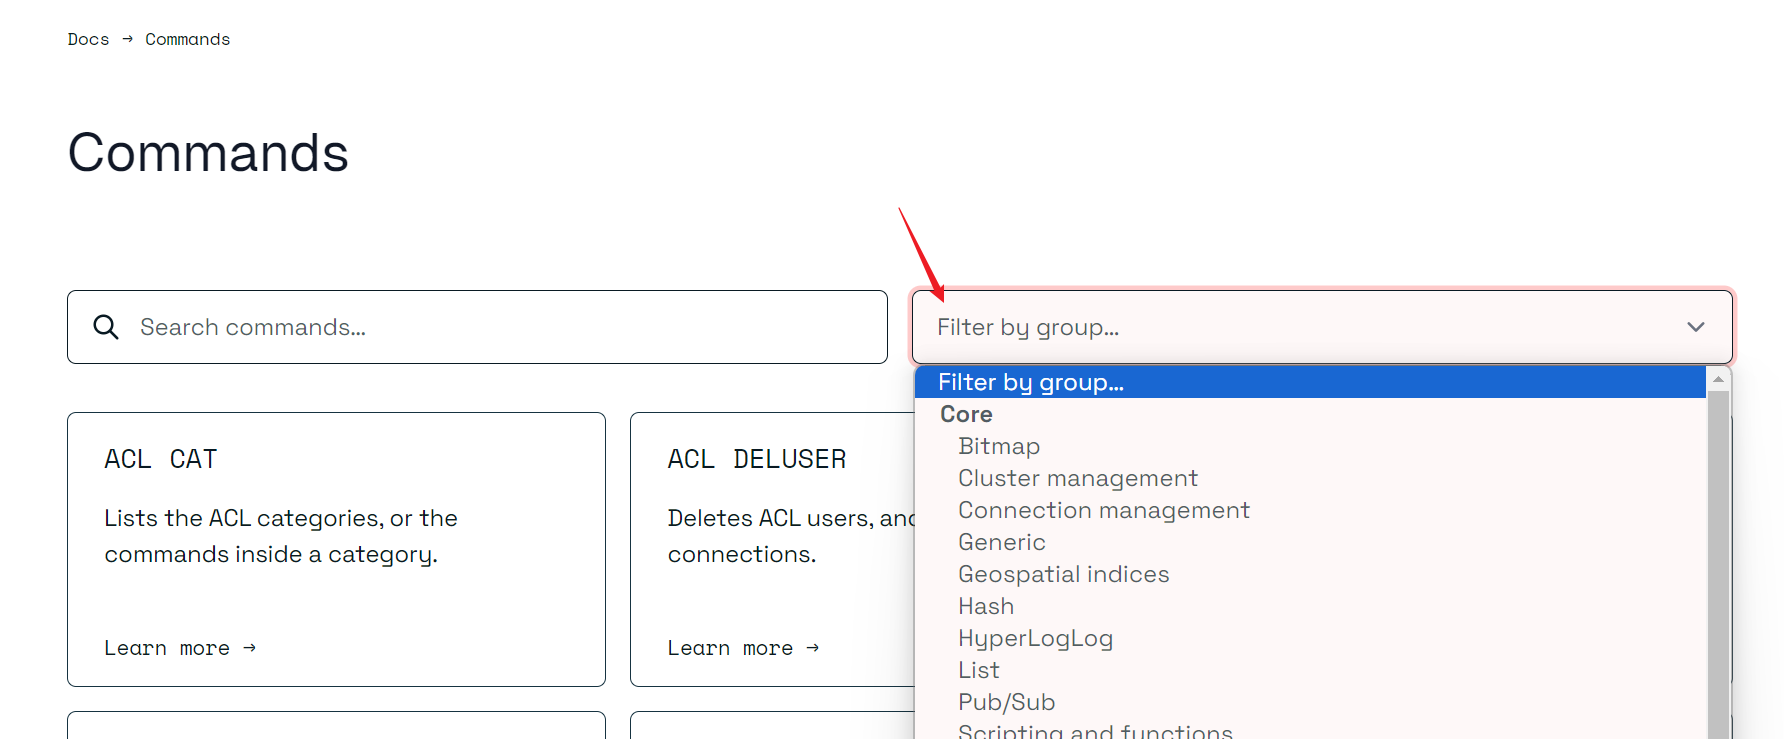 Docs → Commands
Commands
Search commands...
Filter by group...
Filter by group...
Core
Bitmap
Cluster management
Connection management
Generic
Geospatial indices
Hash
HyperLogLog
List
Pub/Sub
Scripting and functions
ACL CAT
Lists the ACL categories, or the
commands inside a category.
Learn more →
ACL DELUSER
Deletes ACL users, and
connections.
Learn more →